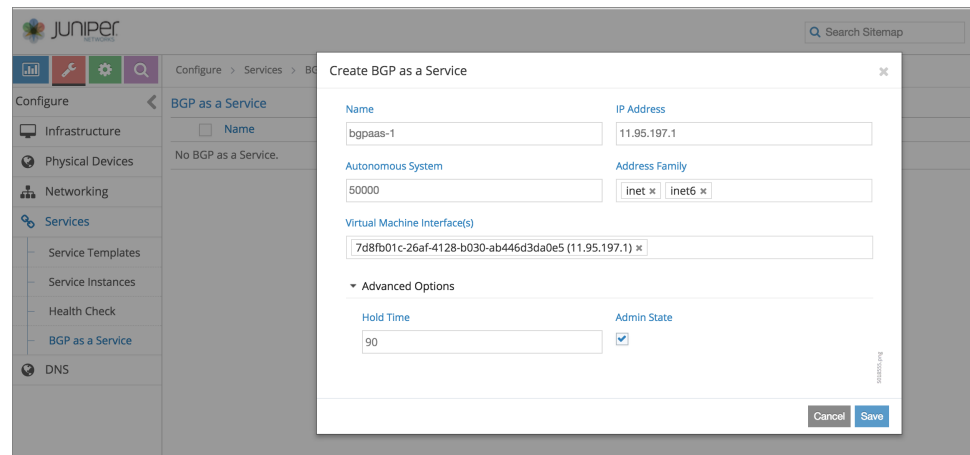 JUNIPER
NETWORKS
Search Sitemap
Configure > Services > BG
Configure
BGP as a Service
Name
No BGP as a Service.
Infrastructure
Physical Devices
Networking
Services
Service Templates
Service Instances
Health Check
BGP as a Service
DNS
Create BGP as a Service
Name
IP Address
bgpaas-1
11.95.197.1
Autonomous System
Address Family
50000
inet × inet6 ×
Virtual Machine Interface(s)
7d8fb01c-26af-4128-b030-ab446d3da0e5 (11.95.197.1) ×
Advanced Options
Hold Time
Admin State
90
Cancel Save